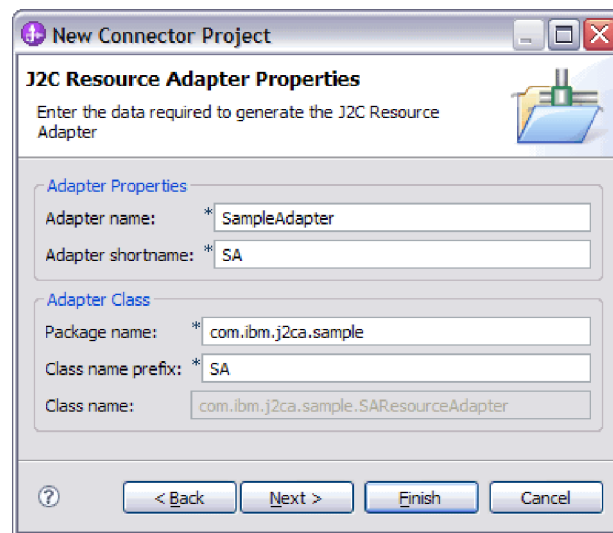 New Connector Project
J2C Resource Adapter Properties
Enter the data required to generate the J2C Resource
Adapter
Adapter Properties
Adapter name: * SampleAdapter
Adapter shortname: * SA
Adapter Class
Package name: * com.ibm.j2ca.sample
Class name prefix: * SA
Class name: com.ibm.j2ca.sample.SAResourceAdapter
? < Back Next > Finish Cancel